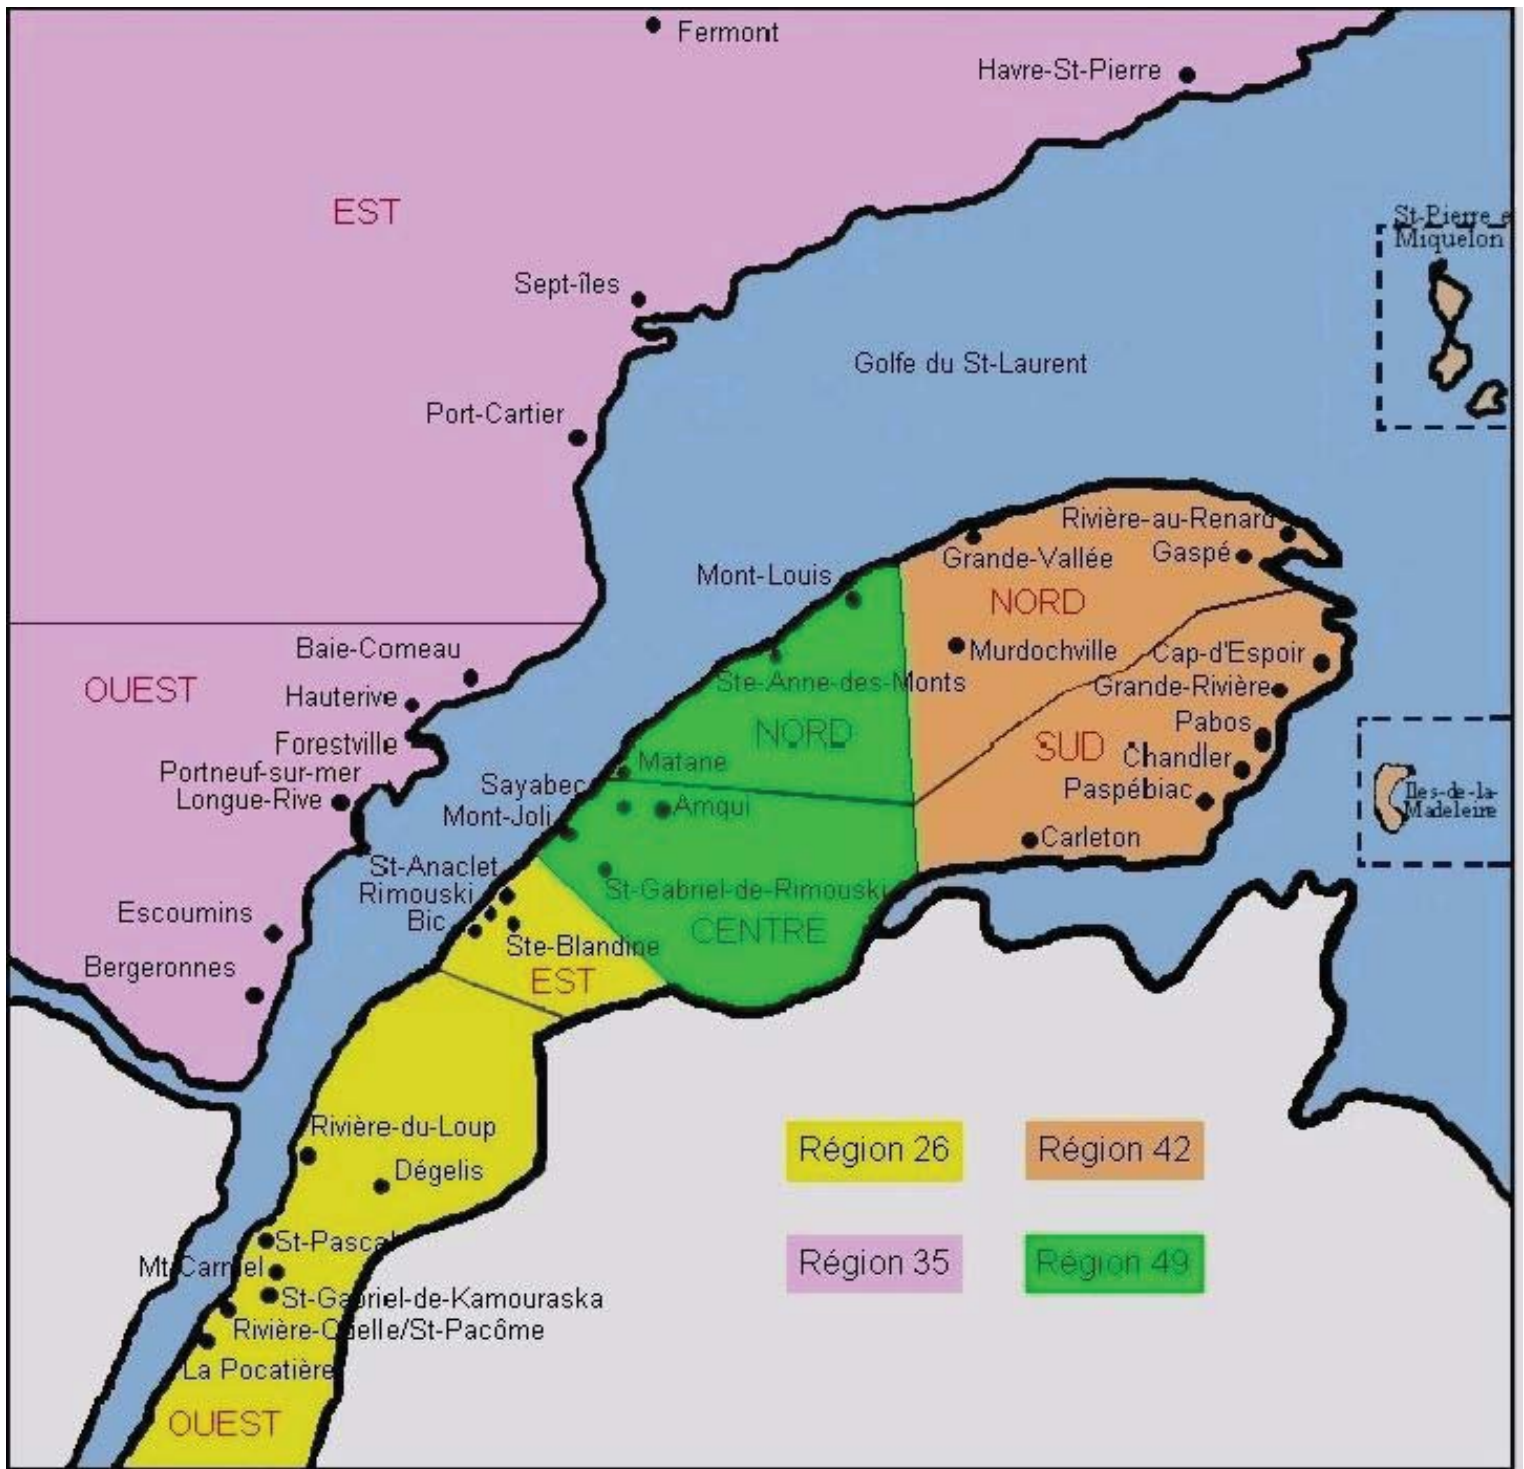 Fermont
Havre-St-Pierre
EST
St-Pierre e
Miquelon
Sept-îles
Golfe du St-Laurent
Port-Cartier
Rivière-au-Renard
Grande-Vallée
Gaspé
Mont-Louis
NORD
Baie-Comeau
Murdochville
Cap-d'Espoir
OUEST
Hauterive
Ste-Anne-des-Monts
Grande-Rivière
Pabos
Forestville
NORD
SUD
Chandler
Portneuf-sur-mer
Matane
Longue-Rive
Sayabec
Paspébiac
Iles-de-la-
Madeleire
Mont-Joli
Amqui
Carleton
St-Anaclet
Rimouski
St-Gabriel-de-Rimouski
Escoumins
Bic
CENTRE
Ste-Blandine
Bergeronnes
EST
Rivière-du-Loup
Région 26
Région 42
Dégelis
St-Pascal
Mt-Carmel
Région 35
Région 49
St-Gabriel-de-Kamouraska
Rivière-Ouelle/St-Pacôme
La Pocatière
OUEST